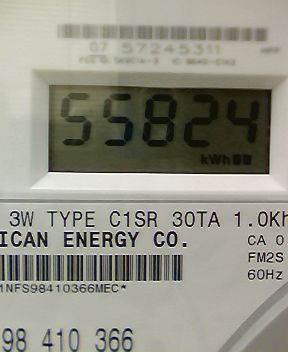 07 57245311
55824
kWh
3W TYPE C1SR 30TA 1.0Kh
ICAN ENERGY CO.
CA 0
FM2S
60Hz
1NFS98410366MEC*
98 410 366